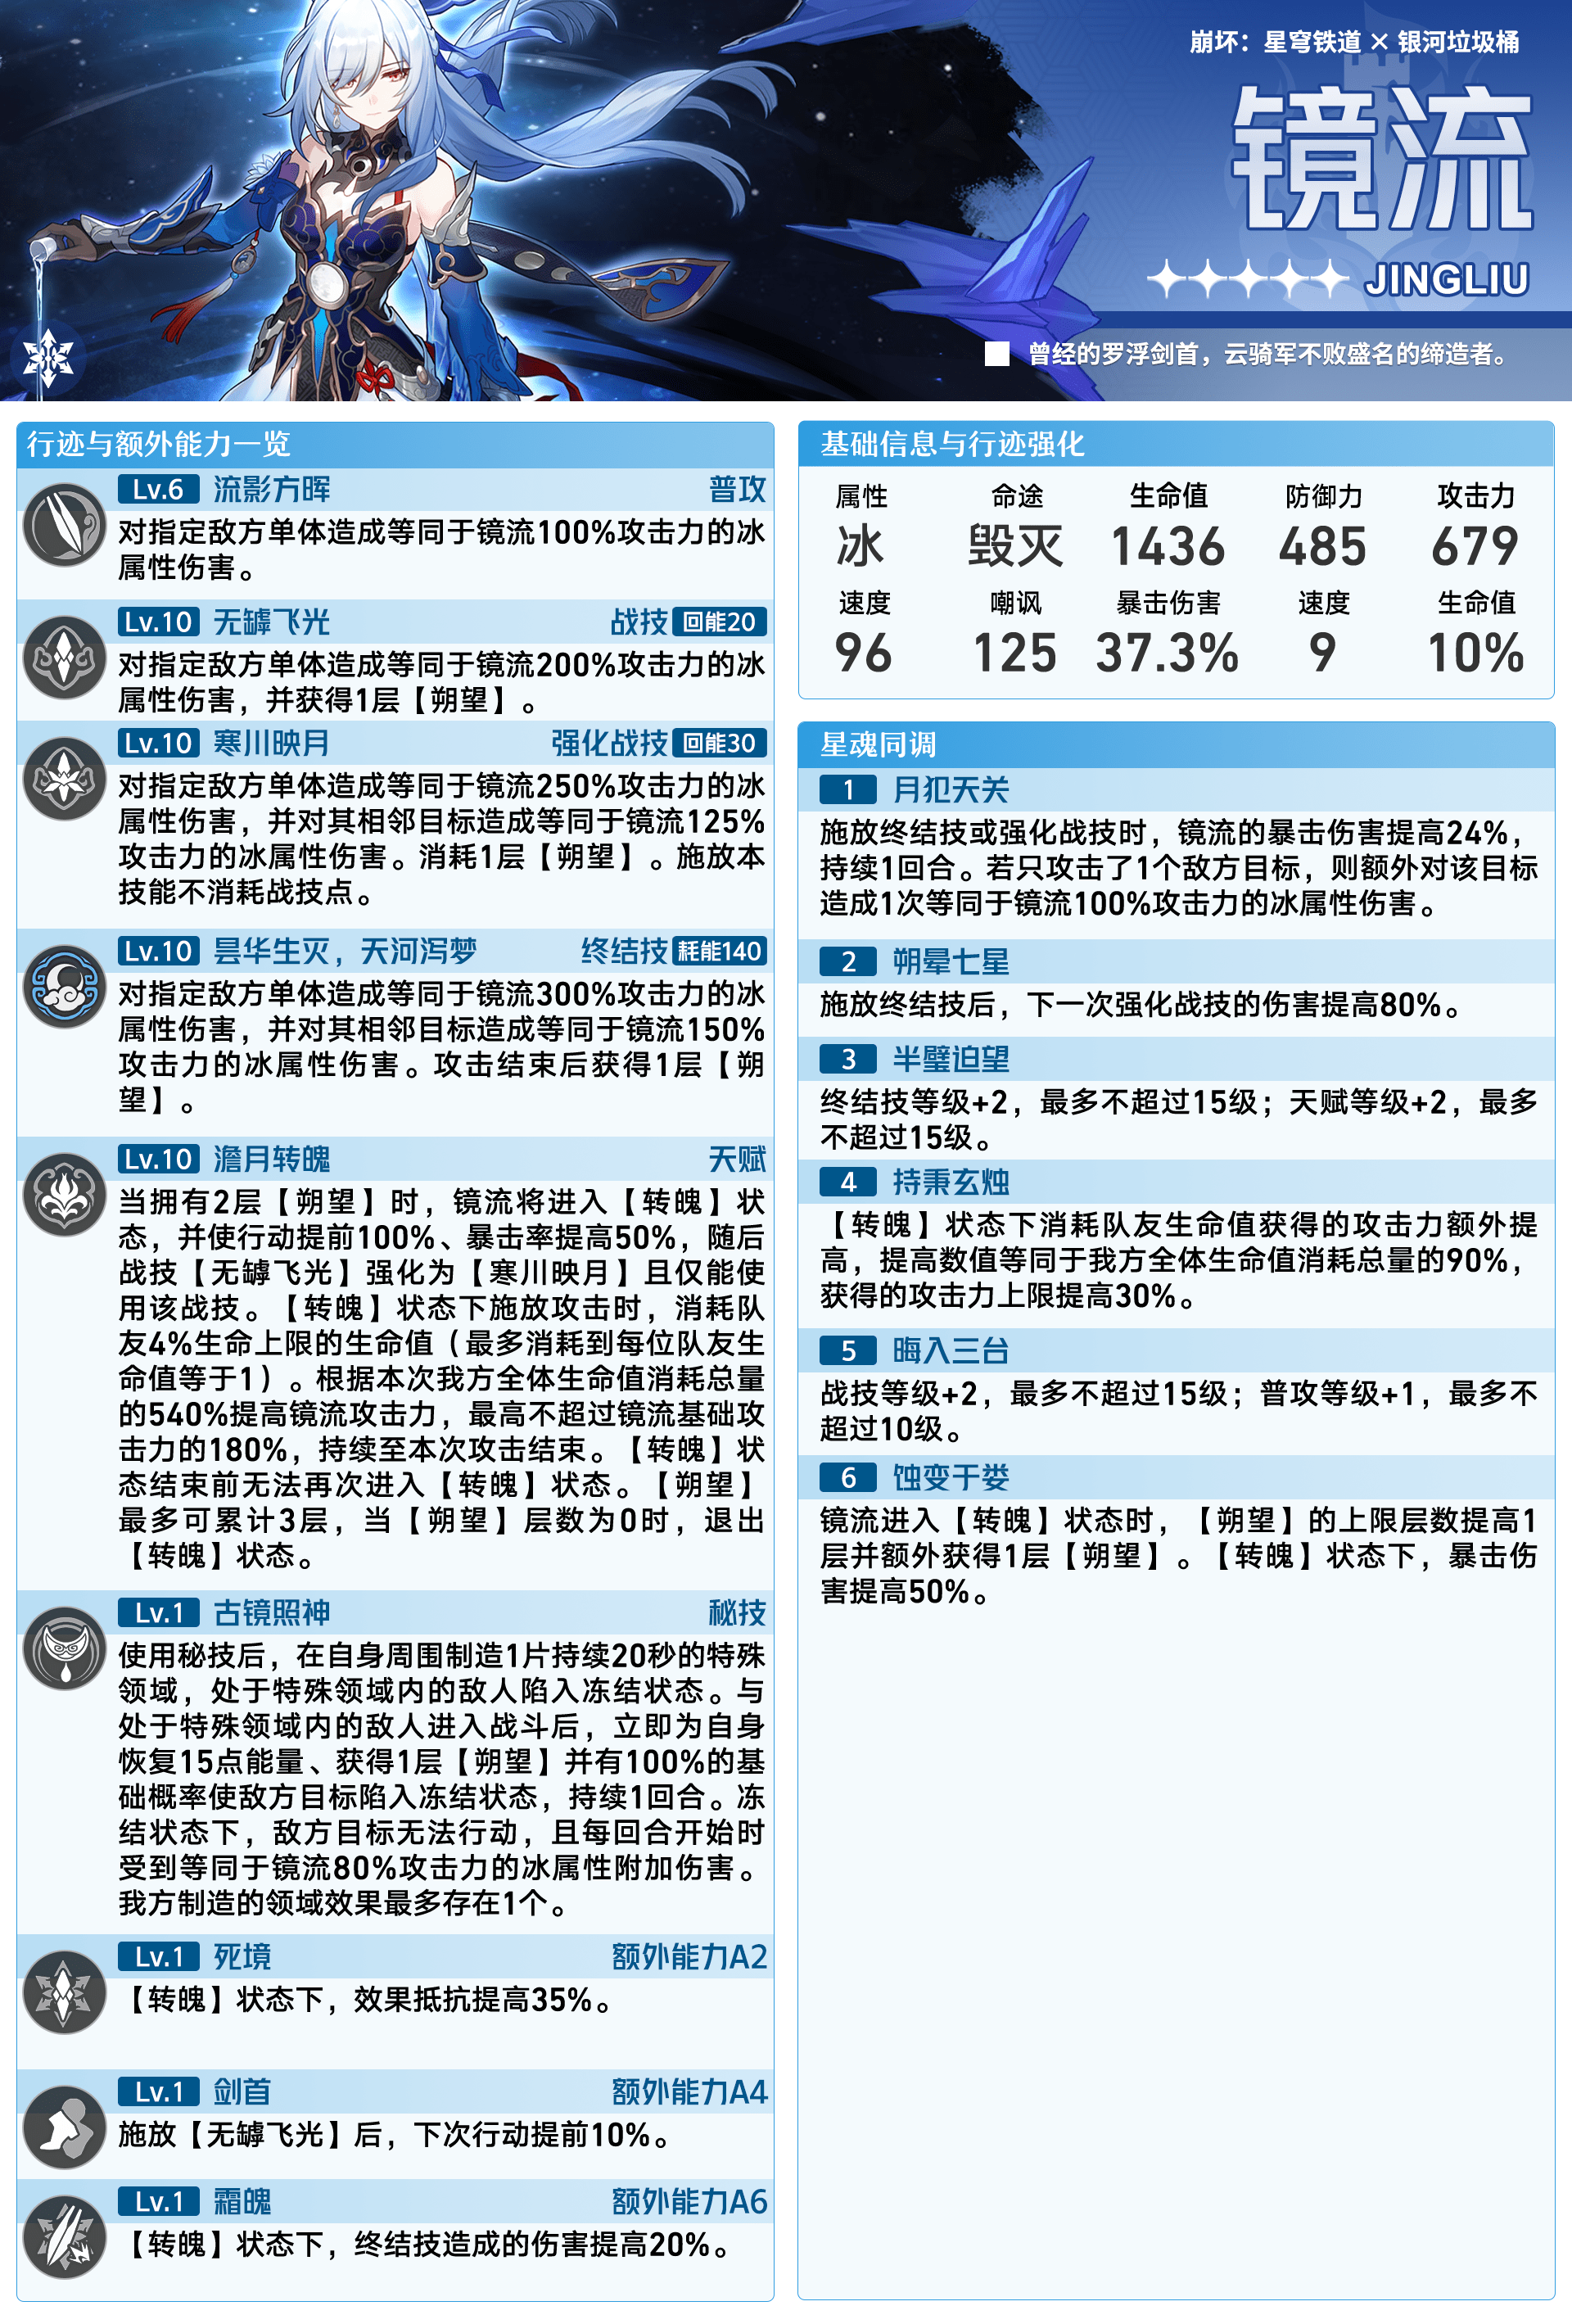 崩坏：星穹铁道 × 银河垃圾桶
镜流
JINGLIU
曾经的罗浮剑首，云骑军不败盛名的缔造者。
行迹与额外能力一览
Lv.6 流影方晖 普攻
对指定敌方单体造成等同于镜流100%攻击力的冰
属性伤害。
Lv.10 无罅飞光 战技 回能20
对指定敌方单体造成等同于镜流200%攻击力的冰
属性伤害，并获得1层【朔望】。
Lv.10 寒川映月 强化战技 回能30
对指定敌方单体造成等同于镜流250%攻击力的冰
属性伤害，并对其相邻目标造成等同于镜流125%
攻击力的冰属性伤害。消耗1层【朔望】。施放本
技能不消耗战技点。
Lv.10 昙华生灭，天河泻梦 终结技 耗能140
对指定敌方单体造成等同于镜流300%攻击力的冰
属性伤害，并对其相邻目标造成等同于镜流150%
攻击力的冰属性伤害。攻击结束后获得1层【朔
望】。
Lv.10 澹月转魄 天赋
当拥有2层【朔望】时，镜流将进入【转魄】状
态，并使行动提前100%、暴击率提高50%，随后
战技【无罅飞光】强化为【寒川映月】且仅能使
用该战技。【转魄】状态下施放攻击时，消耗队
友4%生命上限的生命值（最多消耗到每位队友生
命值等于1）。根据本次我方全体生命值消耗总量
的540%提高镜流攻击力，最高不超过镜流基础攻
击力的180%，持续至本次攻击结束。【转魄】状
态结束前无法再次进入【转魄】状态。【朔望】
最多可累计3层，当【朔望】层数为0时，退出
【转魄】状态。
Lv.1 古镜照神 秘技
使用秘技后，在自身周围制造1片持续20秒的特殊
领域，处于特殊领域内的敌人陷入冻结状态。与
处于特殊领域内的敌人进入战斗后，立即为自身
恢复15点能量、获得1层【朔望】并有100%的基
础概率使敌方目标陷入冻结状态，持续1回合。冻
结状态下，敌方目标无法行动，且每回合开始时
受到等同于镜流80%攻击力的冰属性附加伤害。
我方制造的领域效果最多存在1个。
Lv.1 死境 额外能力A2
【转魄】状态下，效果抵抗提高35%。
Lv.1 剑首 额外能力A4
施放【无罅飞光】后，下次行动提前10%。
Lv.1 霜魄 额外能力A6
【转魄】状态下，终结技造成的伤害提高20%。
基础信息与行迹强化
属性 命途 生命值 防御力 攻击力
冰 毁灭 1436 485 679
速度 嘲讽 暴击伤害 速度 生命值
96 125 37.3% 9 10%
星魂同调
1 月犯天关
施放终结技或强化战技时，镜流的暴击伤害提高24%，
持续1回合。若只攻击了1个敌方目标，则额外对该目标
造成1次等同于镜流100%攻击力的冰属性伤害。
2 朔晕七星
施放终结技后，下一次强化战技的伤害提高80%。
3 半璧迫望
终结技等级+2，最多不超过15级；天赋等级+2，最多
不超过15级。
4 持秉玄烛
【转魄】状态下消耗队友生命值获得的攻击力额外提
高，提高数值等同于我方全体生命值消耗总量的90%，
获得的攻击力上限提高30%。
5 晦入三台
战技等级+2，最多不超过15级；普攻等级+1，最多不
超过10级。
6 蚀变于娄
镜流进入【转魄】状态时，【朔望】的上限层数提高1
层并额外获得1层【朔望】。【转魄】状态下，暴击伤
害提高50%。